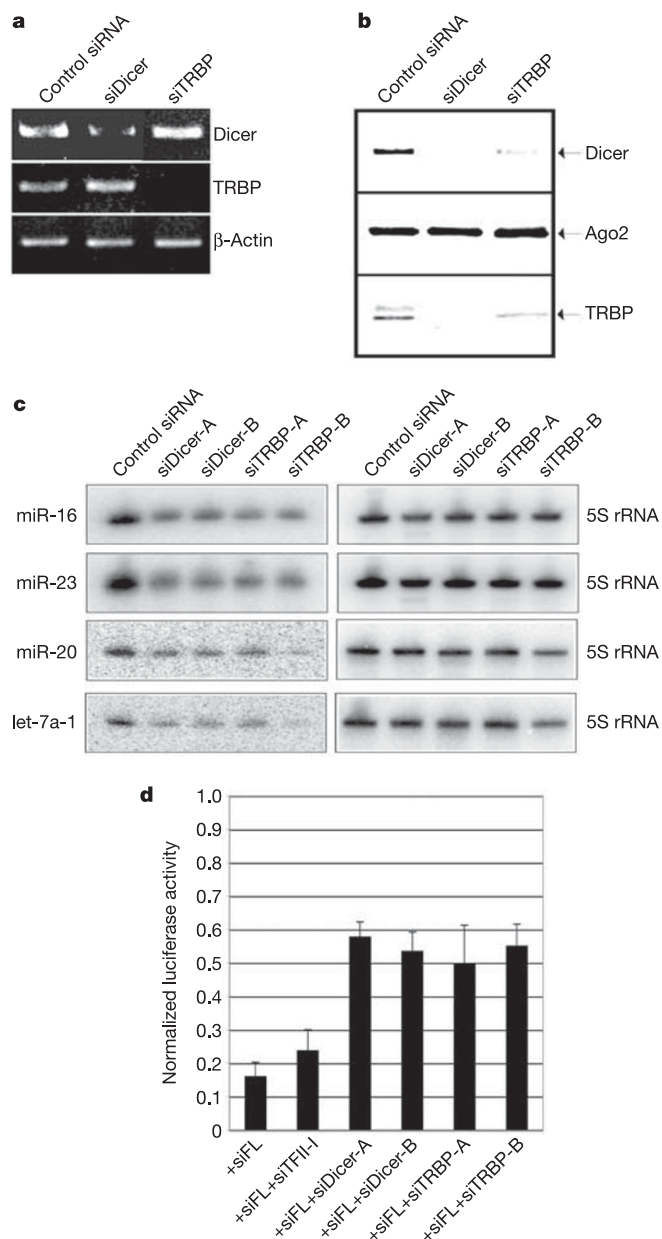 a
Control siRNA
siDicer
siTRBP
Dicer
TRBP
β-Actin
b
Control siRNA
siDicer
siTRBP
Dicer
Ago2
TRBP
c
Control siRNA
siDicer-A
siDicer-B
siTRBP-A
siTRBP-B
Control siRNA
siDicer-A
siDicer-B
siTRBP-A
siTRBP-B
miR-16
5S rRNA
miR-23
5S rRNA
miR-20
5S rRNA
let-7a-1
5S rRNA
d
Normalized luciferase activity
1.0
0.9
0.8
0.7
0.6
0.5
0.4
0.3
0.2
0.1
0
+siFL
+siFL+siTFII-I
+siFL+siDicer-A
+siFL+siDicer-B
+siFL+siTRBP-A
+siFL+siTRBP-B